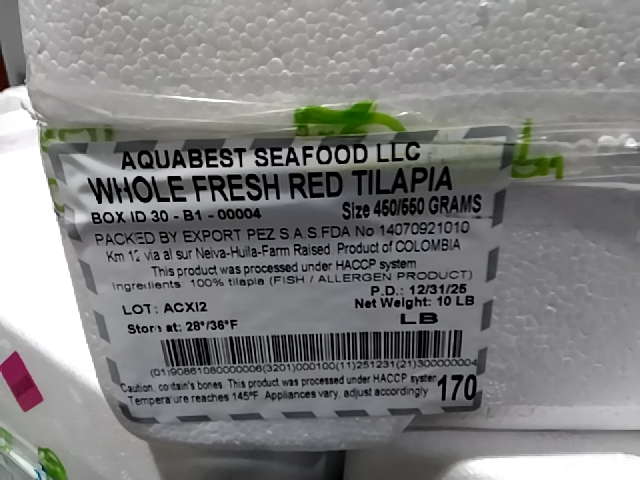 AQUABEST SEAFOOD LLC
WHOLE FRESH RED TILAPIA
BOX ID 30 - B1 - 00004 Size 450/550 GRAMS
PACKED BY EXPORT PEZ S A S.FDA No 14070921010
Km 12 via al sur Neiva-Huila-Farm Raised Product of COLOMBIA
This product was processed under HACCP system
Ingredients 100% tilapia (FISH / ALLERGEN PRODUCT)
P.D.: 12/31/25
LOT: ACXI2 Net Weight: 10 LB
Store at: 28°/36°F LB
(01)90861080000006(3201)000100(11)251231(21)300000004
Caution, contain's bones. This product was processed under HACCP system
Temperature reaches 145°F. Appliances vary, adjust accordingly 170